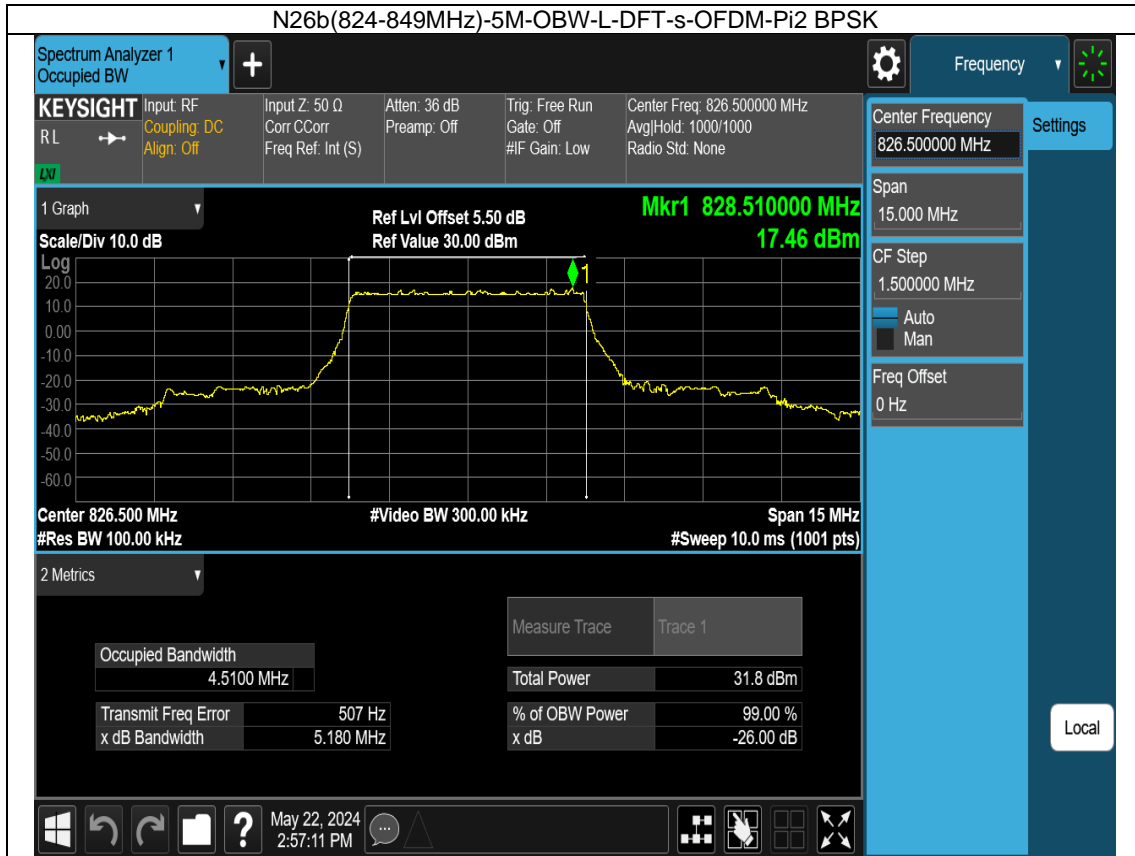 N26b(824-849MHz)-5M-OBW-L-DFT-s-OFDM-Pi2 BPSK
Spectrum Analyzer 1
Occupied BW
Frequency
KEYSIGHT
R L
LXI
Input: RF
Coupling: DC
Align: Off
Input Z: 50 Ω
Corr CCorr
Freq Ref: Int (S)
Atten: 36 dB
Preamp: Off
Trig: Free Run
Gate: Off
#IF Gain: Low
Center Freq: 826.500000 MHz
Avg|Hold: 1000/1000
Radio Std: None
Center Frequency
826.500000 MHz
Settings
Span
15.000 MHz
CF Step
1.500000 MHz
Auto
Man
Freq Offset
0 Hz
Local
1 Graph
Ref Lvl Offset 5.50 dB
Mkr1 828.510000 MHz
Scale/Div 10.0 dB
Ref Value 30.00 dBm
17.46 dBm
Log
1
20.0
10.0
0.00
-10.0
-20.0
-30.0
-40.0
-50.0
-60.0
Center 826.500 MHz
#Video BW 300.00 kHz
Span 15 MHz
#Res BW 100.00 kHz
#Sweep 10.0 ms (1001 pts)
2 Metrics
Measure Trace Trace 1
Occupied Bandwidth
4.5100 MHz
Total Power 31.8 dBm
Transmit Freq Error 507 Hz
% of OBW Power 99.00 %
x dB Bandwidth 5.180 MHz
x dB -26.00 dB
?
May 22, 2024
2:57:11 PM